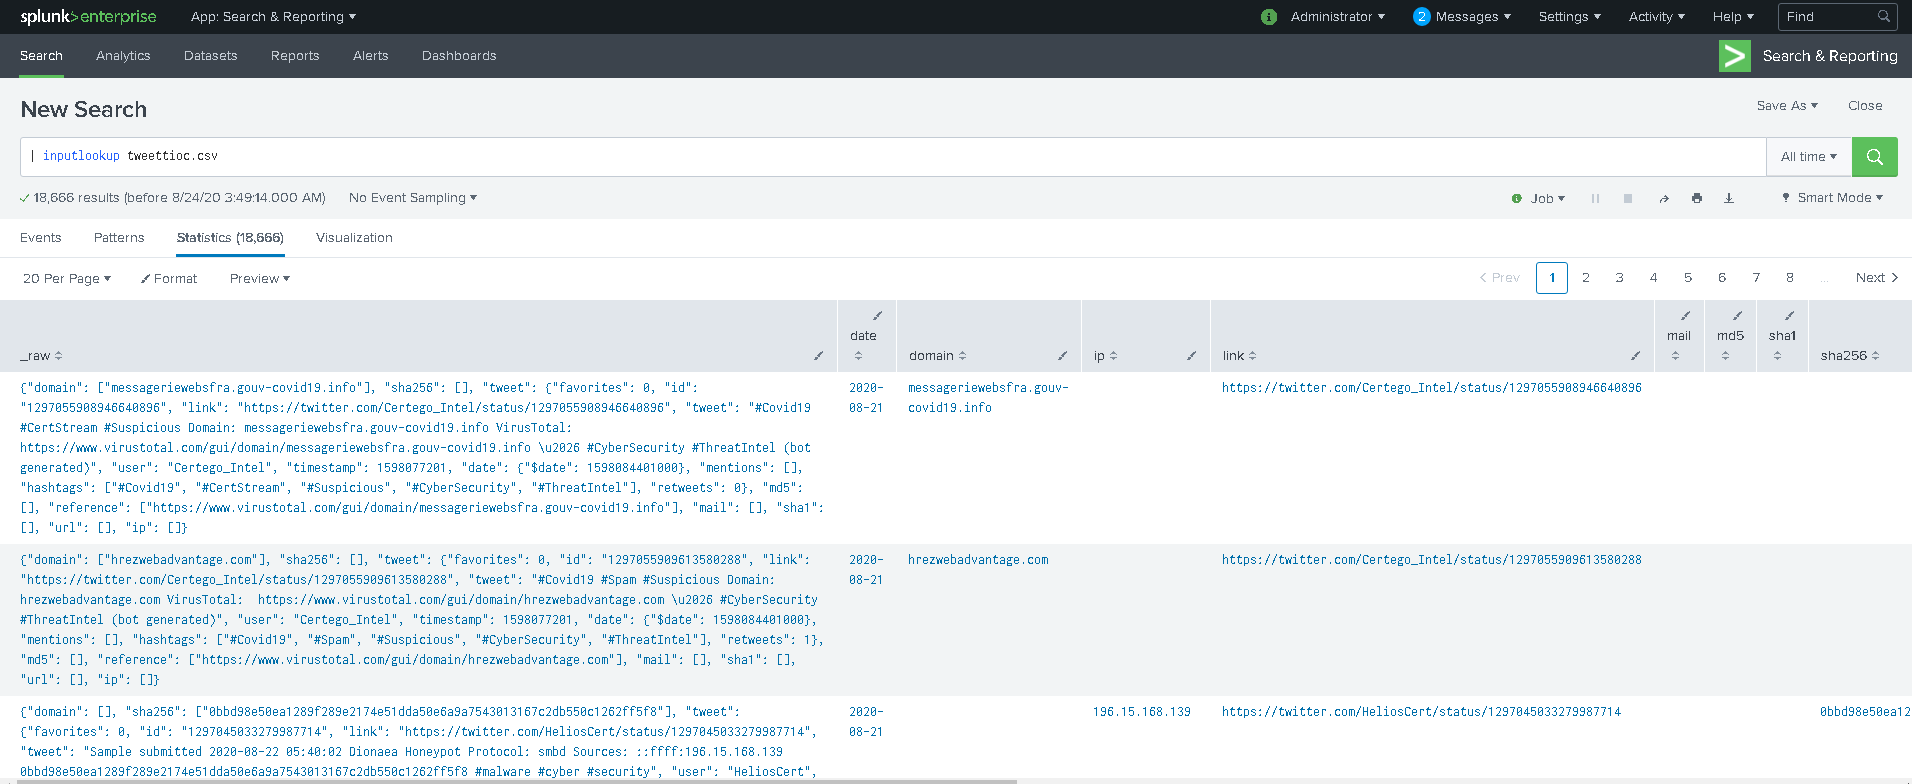 splunk>enterprise App: Search & Reporting i Administrator 2 Messages Settings Activity Help Find
Search Analytics Datasets Reports Alerts Dashboards > Search & Reporting
New Search Save As Close
| inputlookup tweettioc.csv All time
18,666 results (before 8/24/20 3:49:14.000 AM) No Event Sampling Job Smart Mode
Events Patterns Statistics (18,666) Visualization
20 Per Page Format Preview < Prev 1 2 3 4 5 6 7 8 ... Next >
_raw date domain ip link mail md5 sha1 sha256
{"domain": ["messageriewebsfra.gouv-covid19.info"], "sha256": [], "tweet": {"favorites": 0, "id": 2020- messageriewebsfra.gouv- https://twitter.com/Certego_Intel/status/1297055908946640896
"1297055908946640896", "link": "https://twitter.com/Certego_Intel/status/1297055908946640896", "tweet": "#Covid19 08-21 covid19.info
#CertStream #Suspicious Domain: messageriewebsfra.gouv-covid19.info VirusTotal:
https://www.virustotal.com/gui/domain/messageriewebsfra.gouv-covid19.info \u2026 #CyberSecurity #ThreatIntel (bot
generated)", "user": "Certego_Intel", "timestamp": 1598077201, "date": {"$date": 1598084401000}, "mentions": [],
"hashtags": ["#Covid19", "#CertStream", "#Suspicious", "#CyberSecurity", "#ThreatIntel"], "retweets": 0}, "md5":
[], "reference": ["https://www.virustotal.com/gui/domain/messageriewebsfra.gouv-covid19.info"], "mail": [], "sha1":
[], "url": [], "ip": []}
{"domain": ["hrezwebadvantage.com"], "sha256": [], "tweet": {"favorites": 0, "id": "1297055909613580288", "link": 2020- hrezwebadvantage.com https://twitter.com/Certego_Intel/status/1297055909613580288
"https://twitter.com/Certego_Intel/status/1297055909613580288", "tweet": "#Covid19 #Spam #Suspicious Domain: 08-21
hrezwebadvantage.com VirusTotal:  https://www.virustotal.com/gui/domain/hrezwebadvantage.com \u2026 #CyberSecurity
#ThreatIntel (bot generated)", "user": "Certego_Intel", "timestamp": 1598077201, "date": {"$date": 1598084401000},
"mentions": [], "hashtags": ["#Covid19", "#Spam", "#Suspicious", "#CyberSecurity", "#ThreatIntel"], "retweets": 1},
"md5": [], "reference": ["https://www.virustotal.com/gui/domain/hrezwebadvantage.com"], "mail": [], "sha1": [],
"url": [], "ip": []}
{"domain": [], "sha256": ["0bbd98e50ea1289f289e2174e51dda50e6a9a7543013167c2db550c1262ff5f8"], "tweet": 2020- 196.15.168.139 https://twitter.com/HeliosCert/status/1297045033279987714 0bbd98e50ea12
{"favorites": 0, "id": "1297045033279987714", "link": "https://twitter.com/HeliosCert/status/1297045033279987714", 08-21
"tweet": "Sample submitted 2020-08-22 05:40:02 Dionaea Honeypot Protocol: smbd Sources: ::ffff:196.15.168.139
0bbd98e50ea1289f289e2174e51dda50e6a9a7543013167c2db550c1262ff5f8 #malware #cyber #security", "user": "HeliosCert",